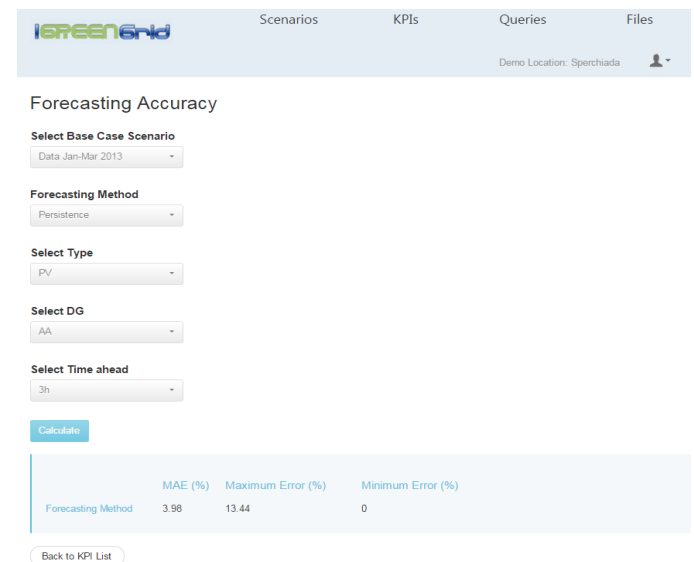 iGREENGrid
Scenarios KPIs Queries Files
Demo Location: Sperchiada
Forecasting Accuracy
Select Base Case Scenario
Data Jan-Mar 2013
Forecasting Method
Persistence
Select Type
PV
Select DG
AA
Select Time ahead
3h
Calculate
MAE (%) Maximum Error (%) Minimum Error (%)
Forecasting Method 3.98 13.44 0
Back to KPI List